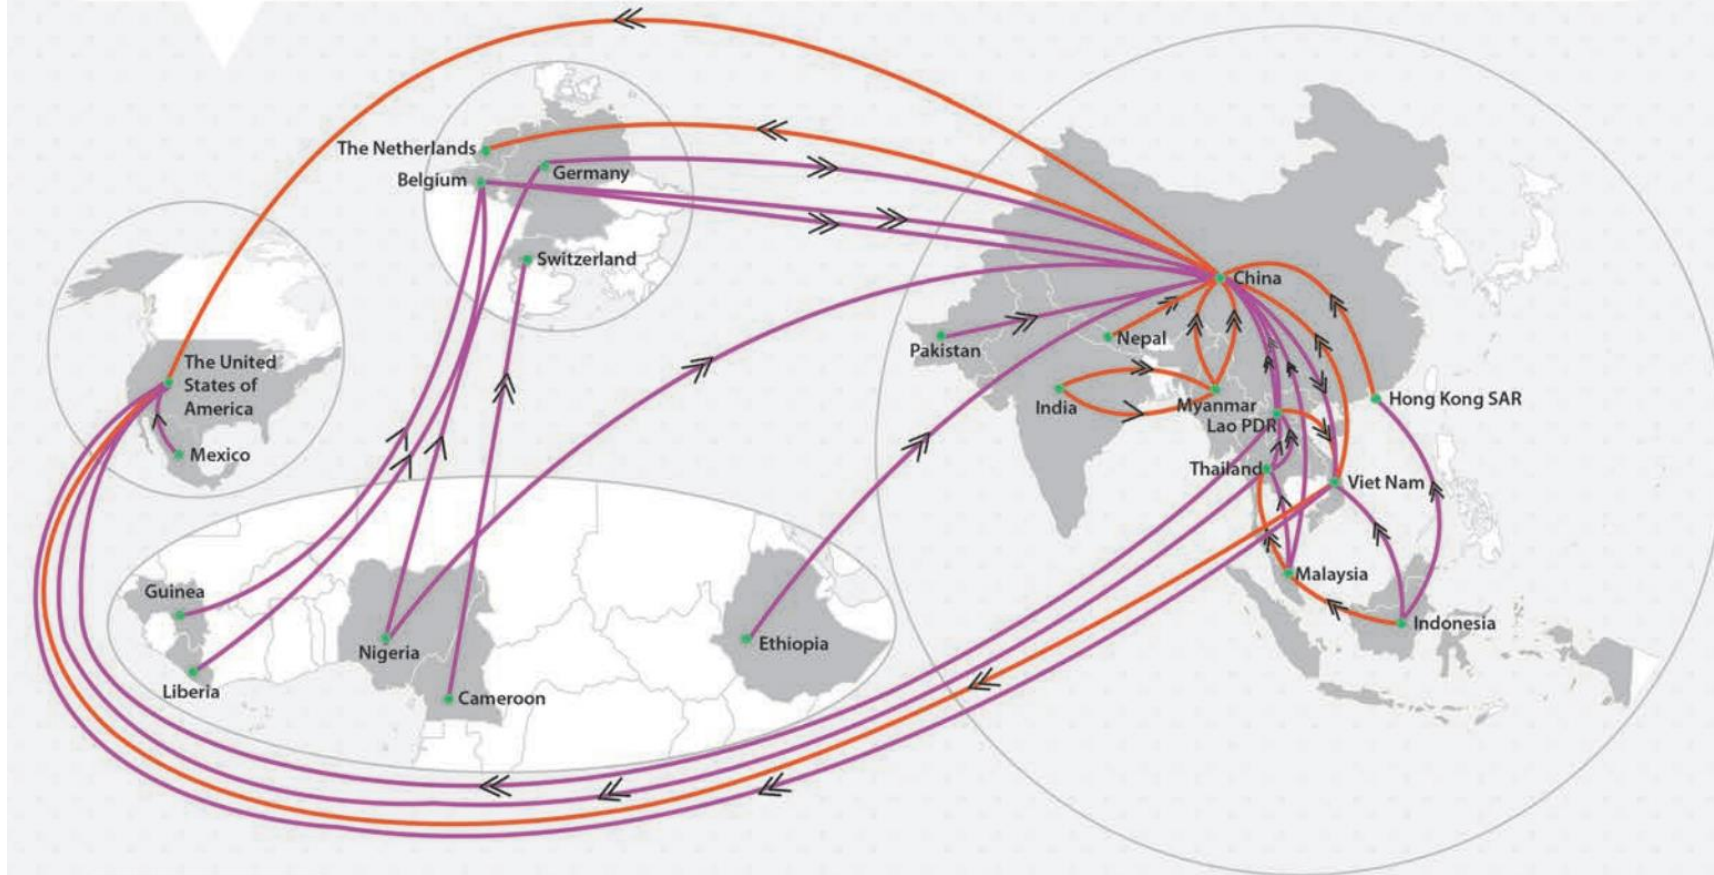 The Netherlands
Belgium
Germany
Switzerland
The United
States of
America
Mexico
China
Pakistan
Nepal
India
Myanmar
Lao PDR
Hong Kong SAR
Thailand
Viet Nam
Malaysia
Indonesia
Guinea
Liberia
Nigeria
Cameroon
Ethiopia